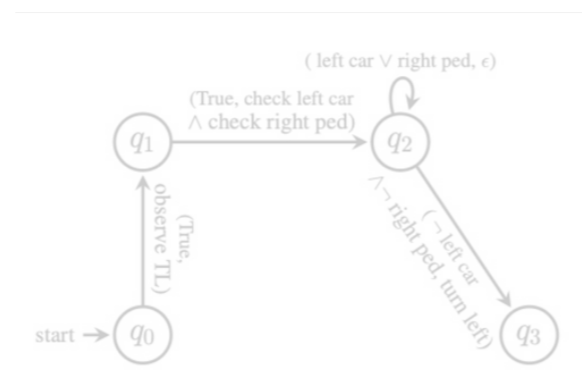 ( left car ∨ right ped, ϵ)
(True, check left car
∧ check right ped)
q1
q2
(True,
observe TL)
( ¬ left car
∧¬ right ped, turn left)
start
q0
q3